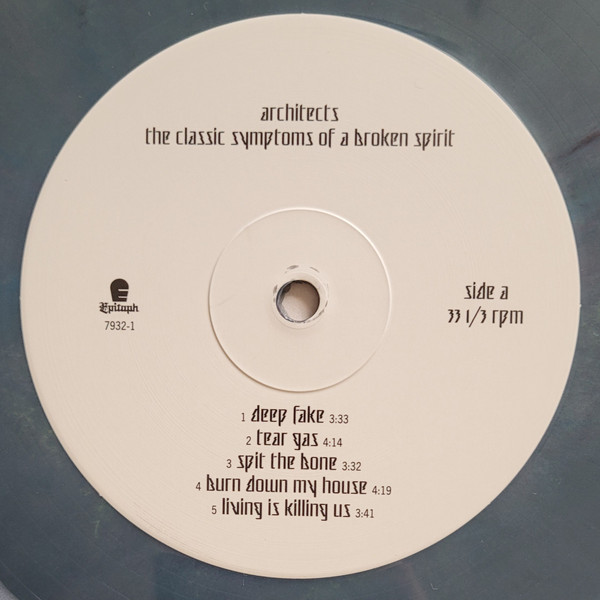 architects
the classic symptoms of a broken spirit
Epitaph
7932-1
side a
33 1/3 rpm
1 deep fake 3:33
2 tear gas 4:14
3 spit the bone 3:32
4 burn down my house 4:19
5 living is killing us 3:41